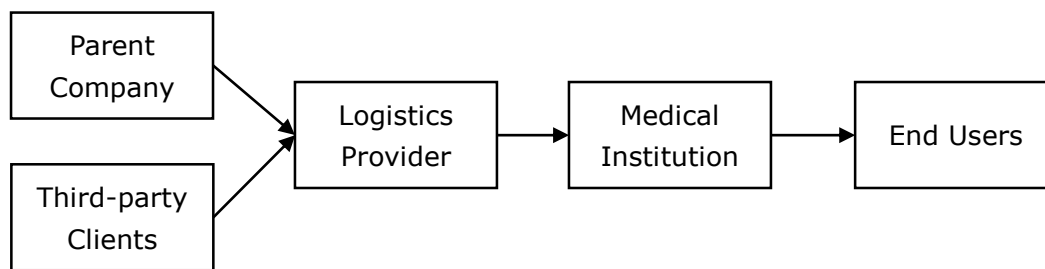 Parent
Company
Third-party
Clients
Logistics
Provider
Medical
Institution
End Users